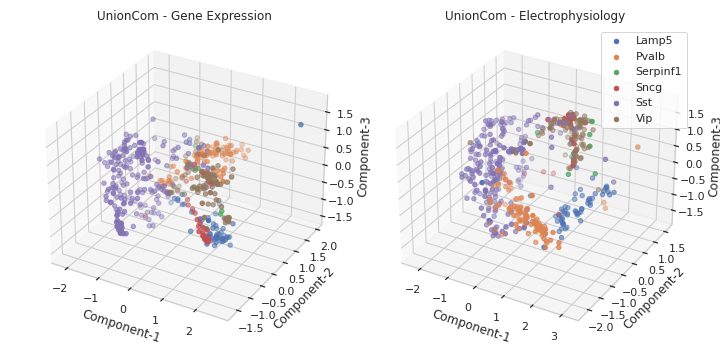 UnionCom - Gene Expression
UnionCom - Electrophysiology
Lamp5
Pvalb
Serpinf1
Sncg
Sst
Vip
1.5
1.0
0.5
0.0
−0.5
−1.0
−1.5
Component-3
2.0
1.5
1.0
0.5
0.0
−0.5
−1.0
−1.5
Component-2
−2
−1
0
1
2
Component-1
1.5
1.0
0.5
0.0
−0.5
−1.0
−1.5
Component-3
1.5
1.0
0.5
0.0
−0.5
−1.0
−1.5
−2.0
Component-2
−2
−1
0
1
2
3
Component-1